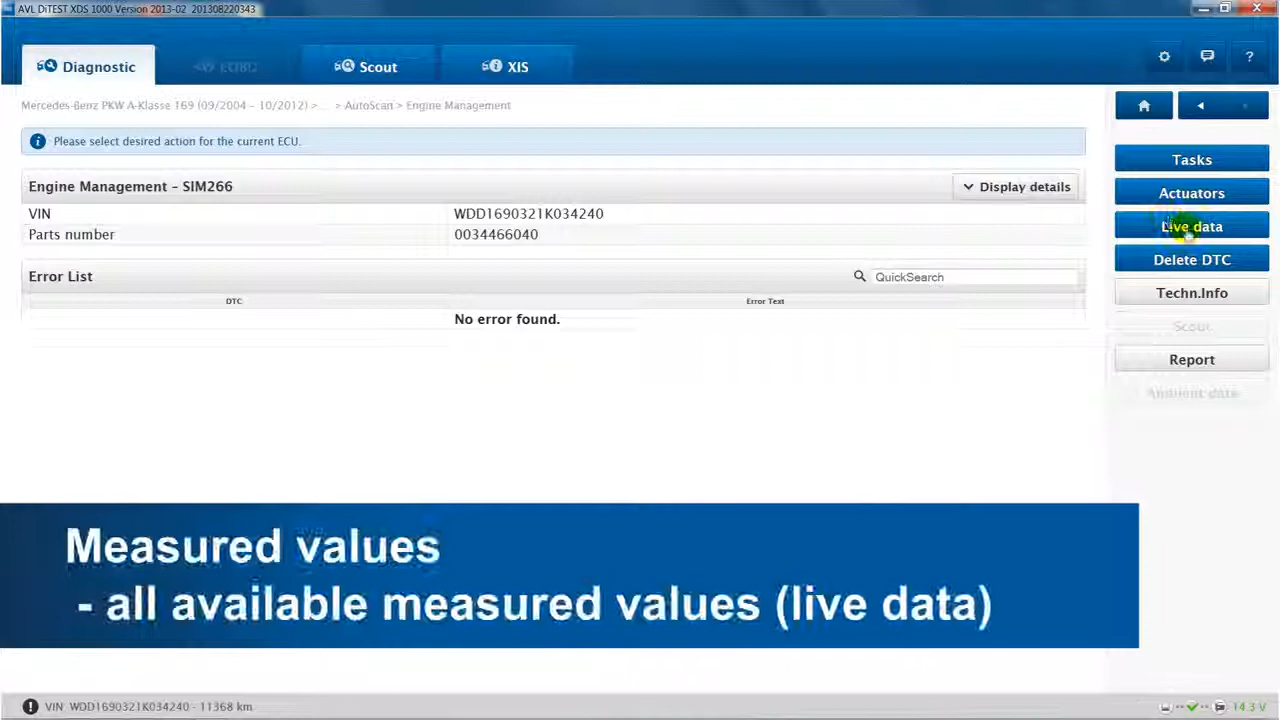 AVL DiTEST XDS 1000 Version 2013-02 201308220343
Diagnostic
EOBD
Scout
XIS
?
Mercedes-Benz PKW A-Klasse 169 (09/2004 - 10/2012) > ... > AutoScan > Engine Management
Please select desired action for the current ECU.
Engine Management - SIM266
Display details
VIN WDD1690321K034240
Parts number 0034466040
Error List
QuickSearch
DTC Error Text
No error found.
Tasks
Actuators
Live data
Delete DTC
Techn.Info
Scout
Report
Ambient data
Measured values
- all available measured values (live data)
VIN WDD1690321K034240 - 11368 km
14.3 V